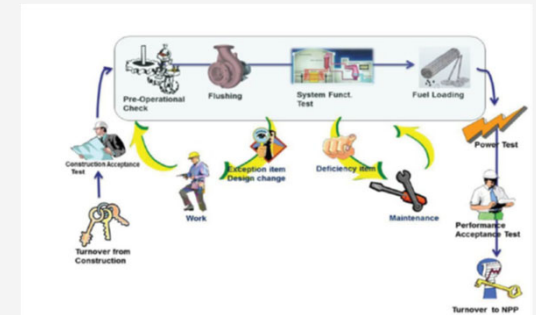 Pre-Operational
Check
Flushing
System Funct.
Test
Fuel Loading
Construction Acceptance
Test
Work
Exception item
Design change
Deficiency item
Maintenance
Power Test
Performance
Acceptance Test
Turnover from
Construction
Turnover to NPP